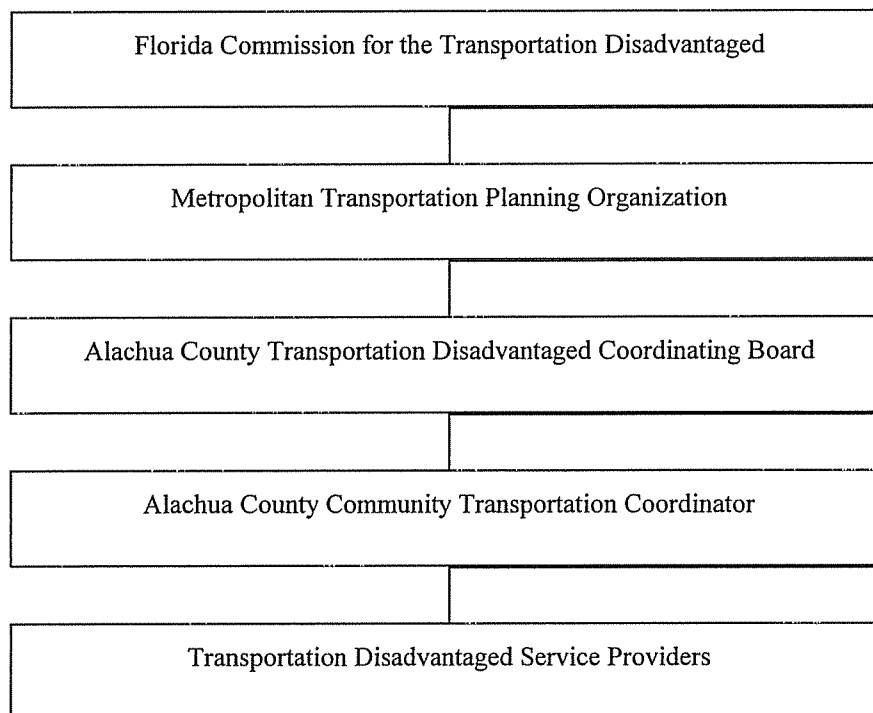 Florida Commission for the Transportation Disadvantaged
Metropolitan Transportation Planning Organization
Alachua County Transportation Disadvantaged Coordinating Board
Alachua County Community Transportation Coordinator
Transportation Disadvantaged Service Providers